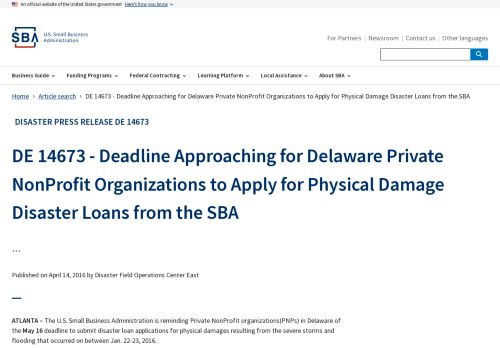 An official website of the United States government Here's how you know
SBA U.S. Small Business
Administration
For Partners | Newsroom | Contact us | Other languages
Business Guide Funding Programs Federal Contracting Learning Platform Local Assistance About SBA
Home › Article search › DE 14673 - Deadline Approaching for Delaware Private NonProfit Organizations to Apply for Physical Damage Disaster Loans from the SBA
DISASTER PRESS RELEASE DE 14673
DE 14673 - Deadline Approaching for Delaware Private
NonProfit Organizations to Apply for Physical Damage
Disaster Loans from the SBA
...
Published on April 14, 2016 by Disaster Field Operations Center East
ATLANTA – The U.S. Small Business Administration is reminding Private NonProfit organizations(PNPs) in Delaware of
the May 16 deadline to submit disaster loan applications for physical damages resulting from the severe storms and
flooding that occurred on between Jan. 22-23, 2016.